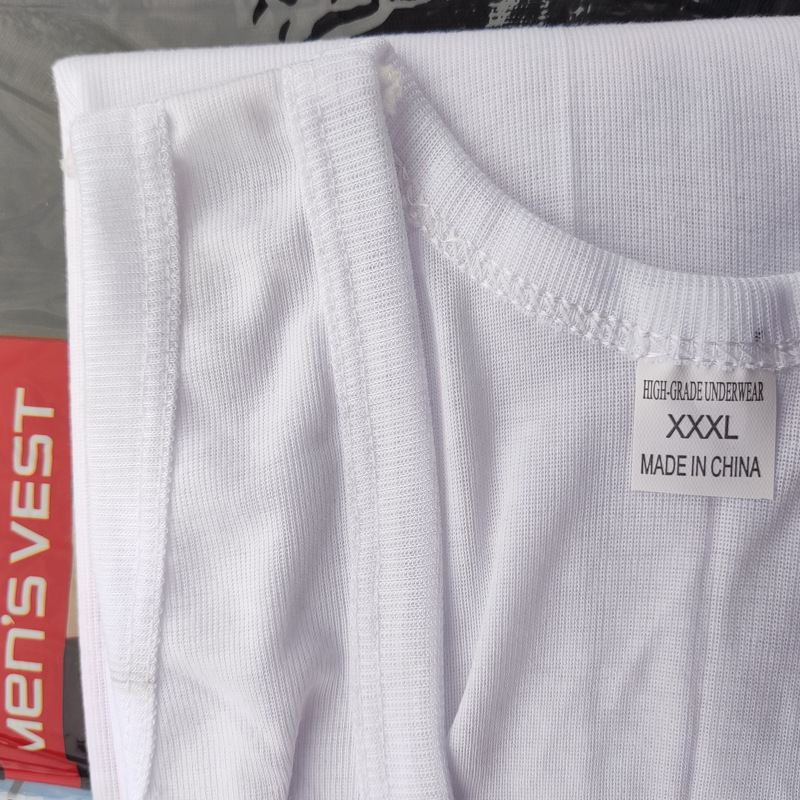 MEN'S VEST
HIGH-GRADE UNDERWEAR
XXXL
MADE IN CHINA